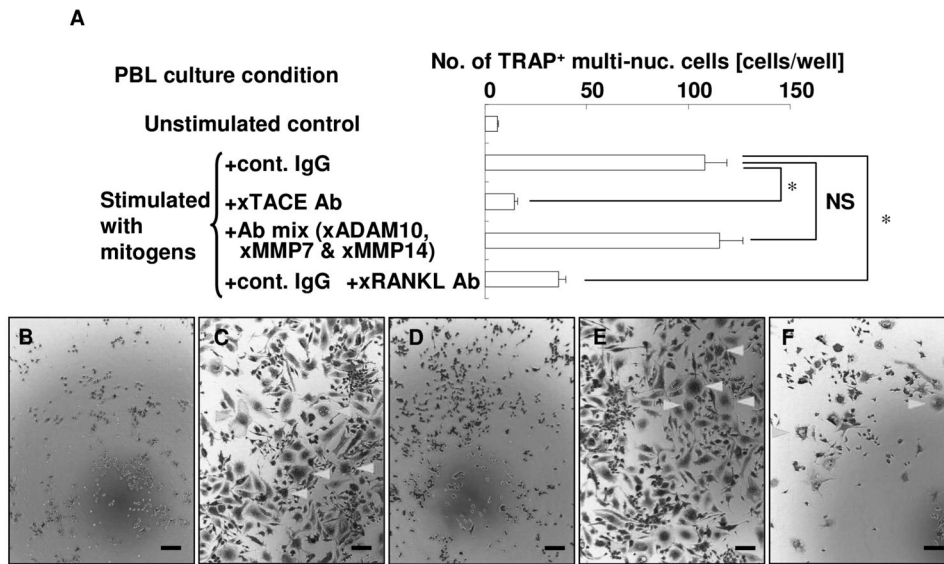 A
PBL culture condition
No. of TRAP⁺ multi-nuc. cells [cells/well]
0 50 100 150
Unstimulated control
Stimulated
with
mitogens
+cont. IgG
+xTACE Ab
+Ab mix (xADAM10,
xMMP7 & xMMP14)
+cont. IgG +xRANKL Ab
*
NS
*
B
C
D
E
F